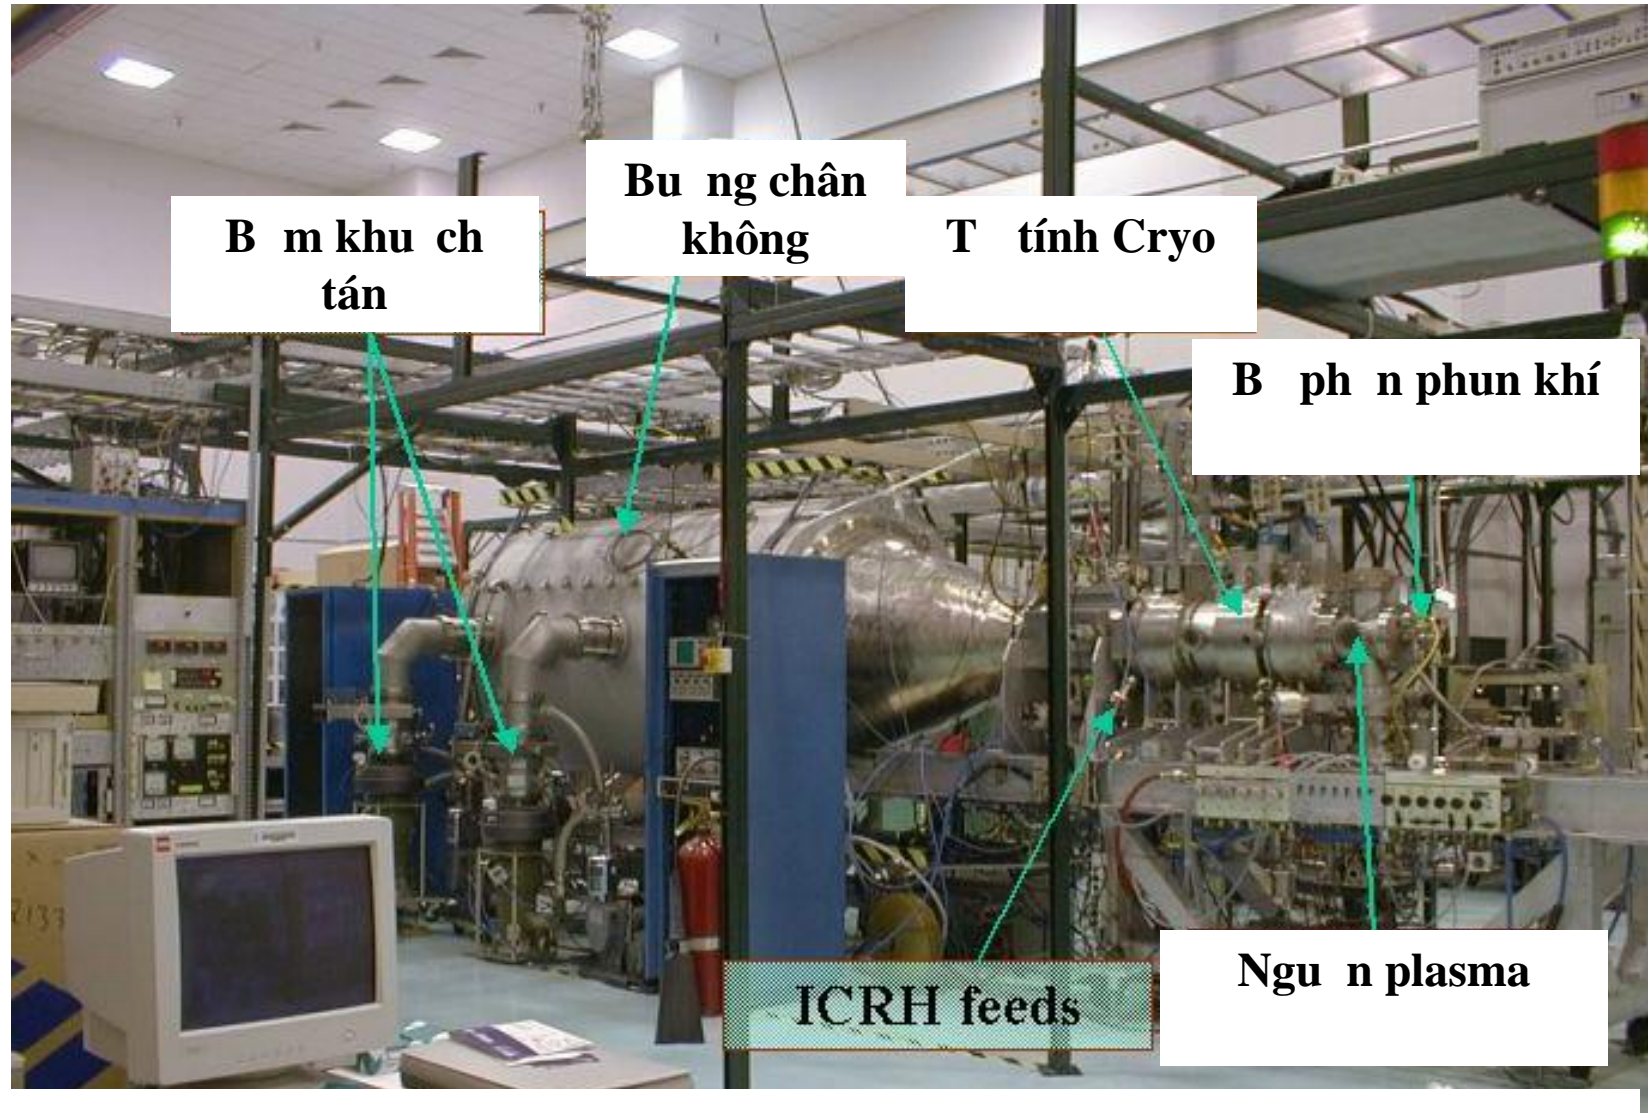 Bu ng chân
không
B m khu ch
tán
T tính Cryo
B ph n phun khí
ICRH feeds
Ngu n plasma